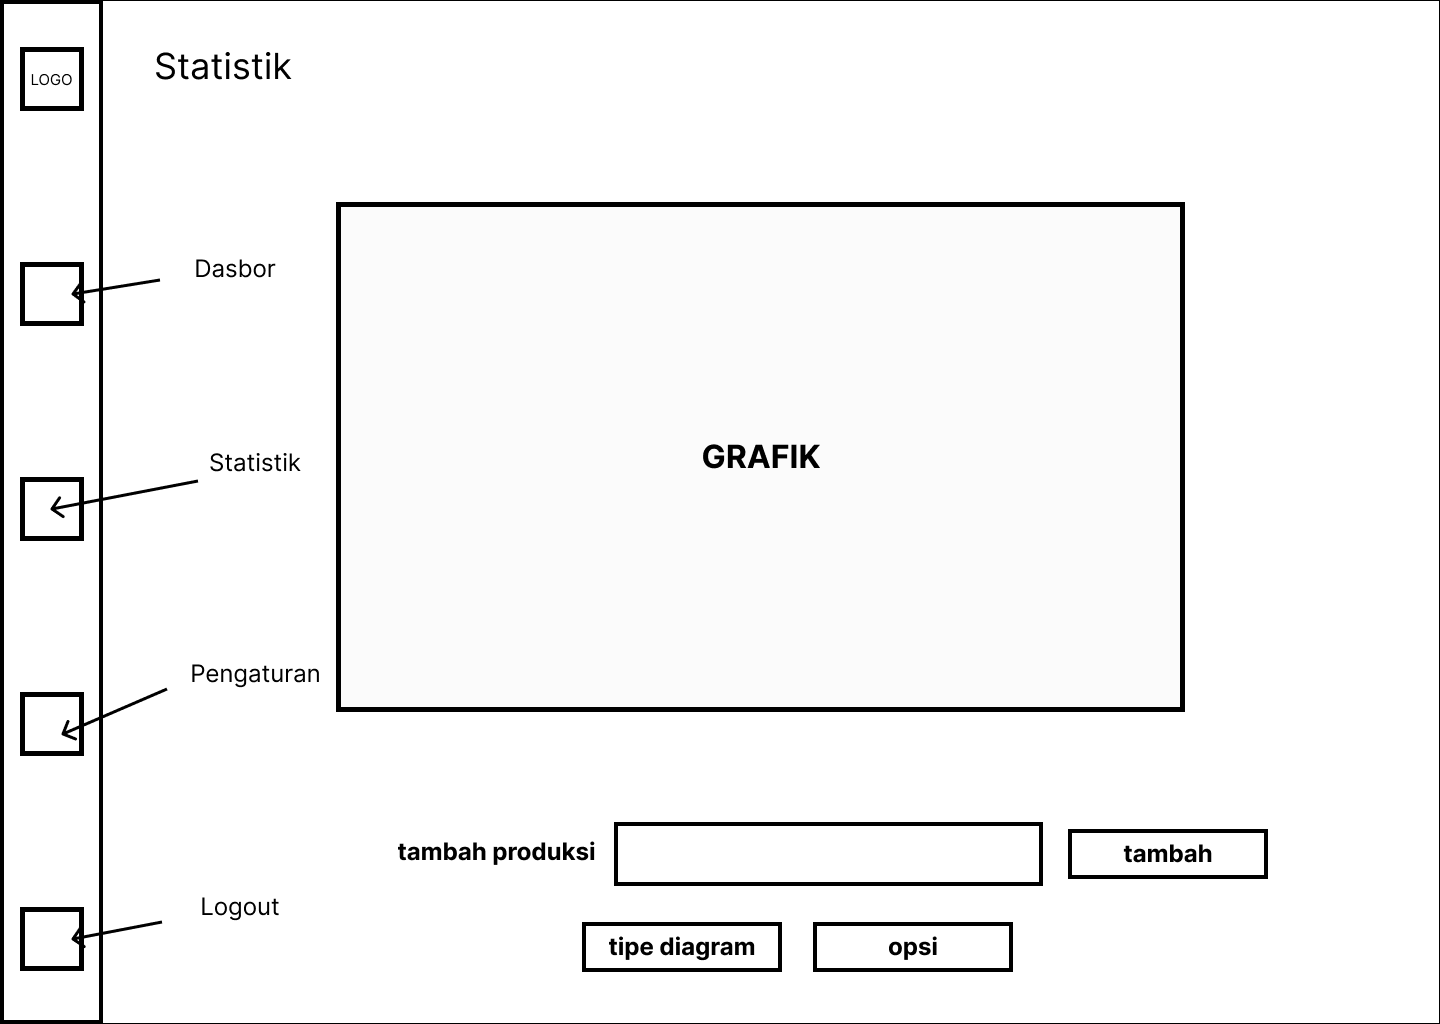 LOGO
Statistik
Dasbor
Statistik
GRAFIK
Pengaturan
tambah produksi
tambah
Logout
tipe diagram
opsi